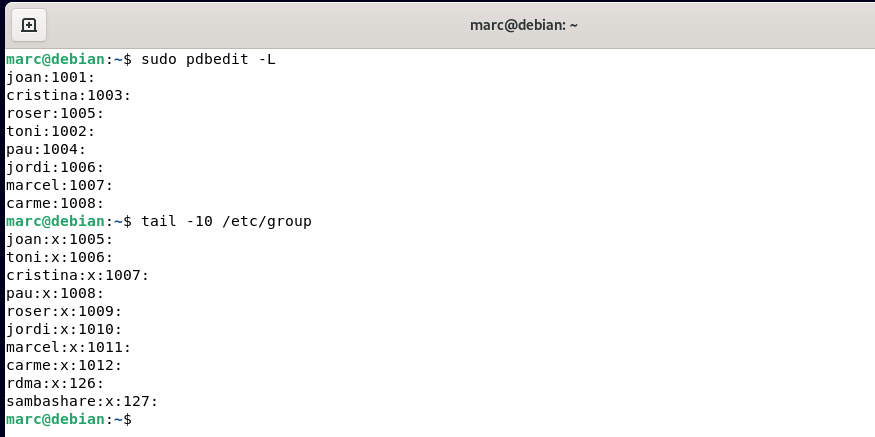 marc@debian: ~
marc@debian:~$ sudo pdbedit -L
joan:1001:
cristina:1003:
roser:1005:
toni:1002:
pau:1004:
jordi:1006:
marcel:1007:
carme:1008:
marc@debian:~$ tail -10 /etc/group
joan:x:1005:
toni:x:1006:
cristina:x:1007:
pau:x:1008:
roser:x:1009:
jordi:x:1010:
marcel:x:1011:
carme:x:1012:
rdma:x:126:
sambashare:x:127:
marc@debian:~$